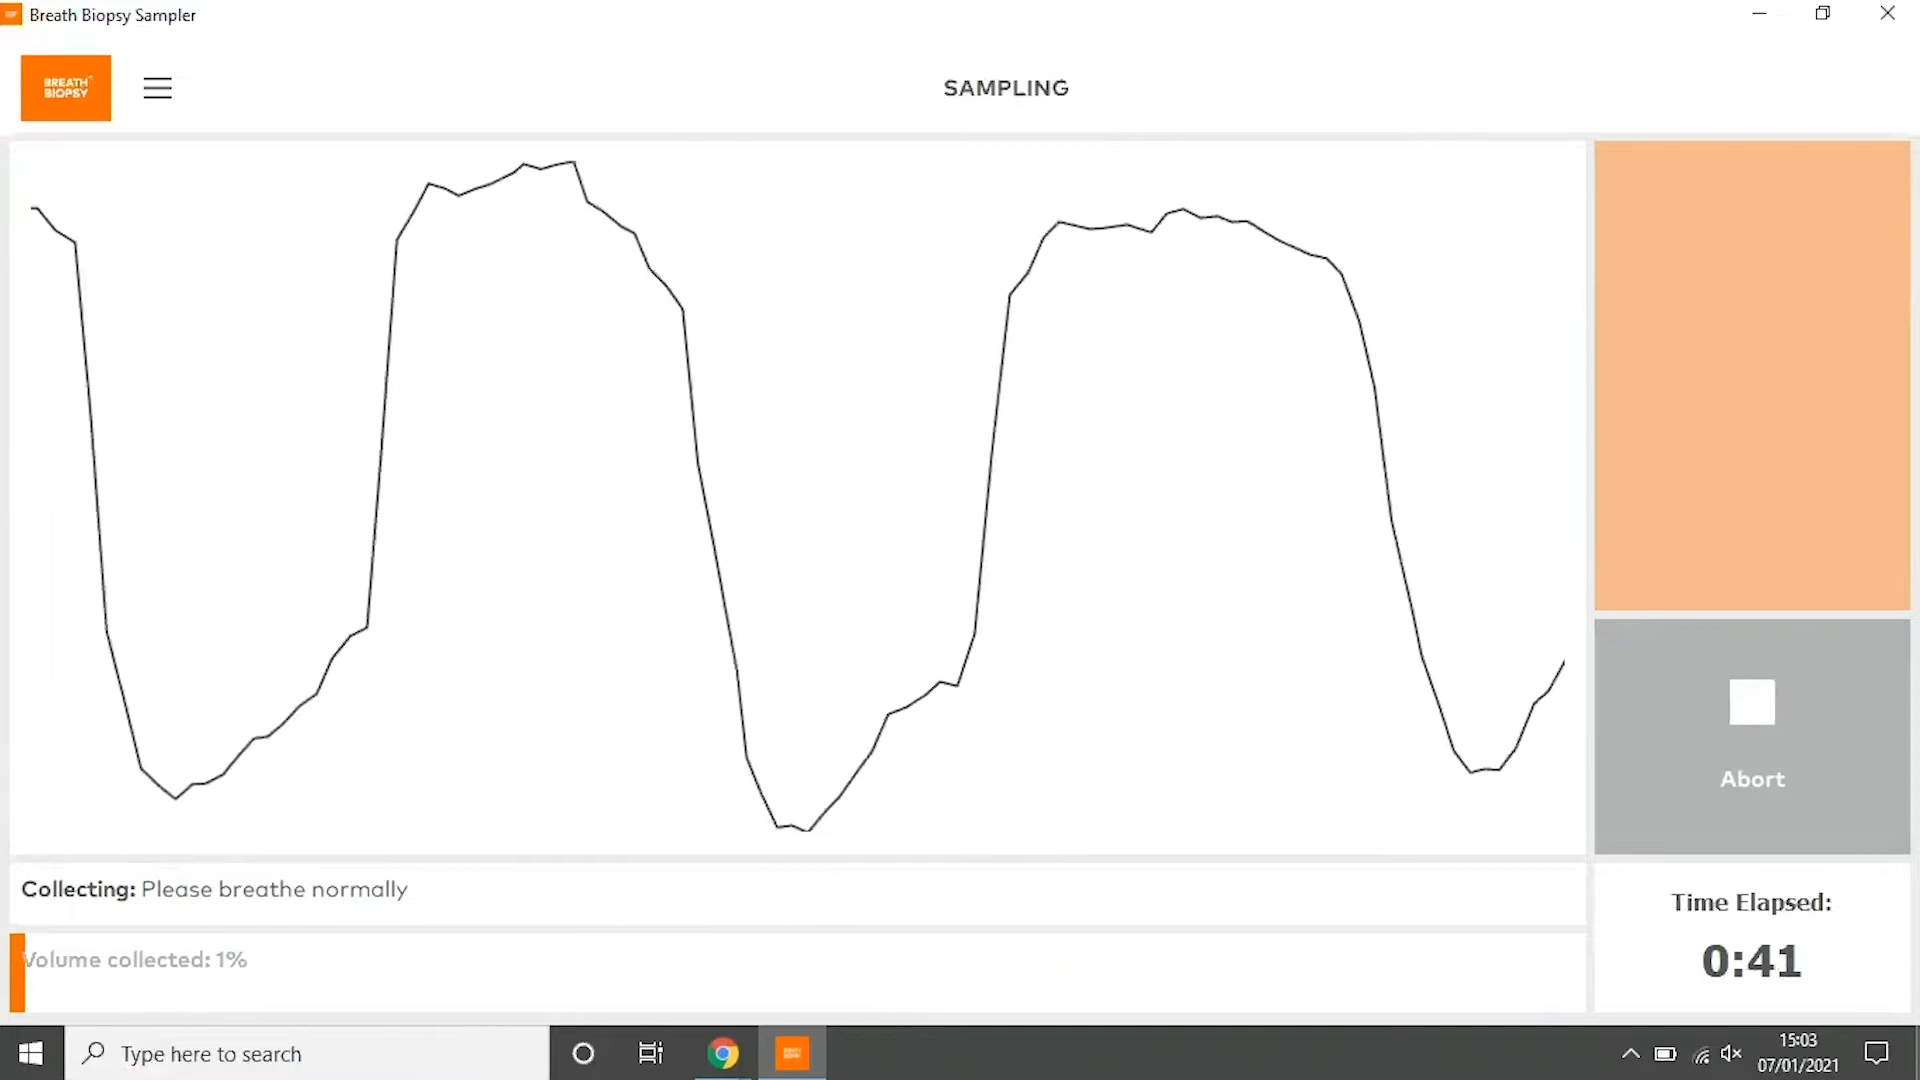 Breath Biopsy Sampler
BREATH
BIOPSY
SAMPLING
Abort
Collecting: Please breathe normally
Volume collected: 1%
Time Elapsed:
0:41
Type here to search
15:03
07/01/2021